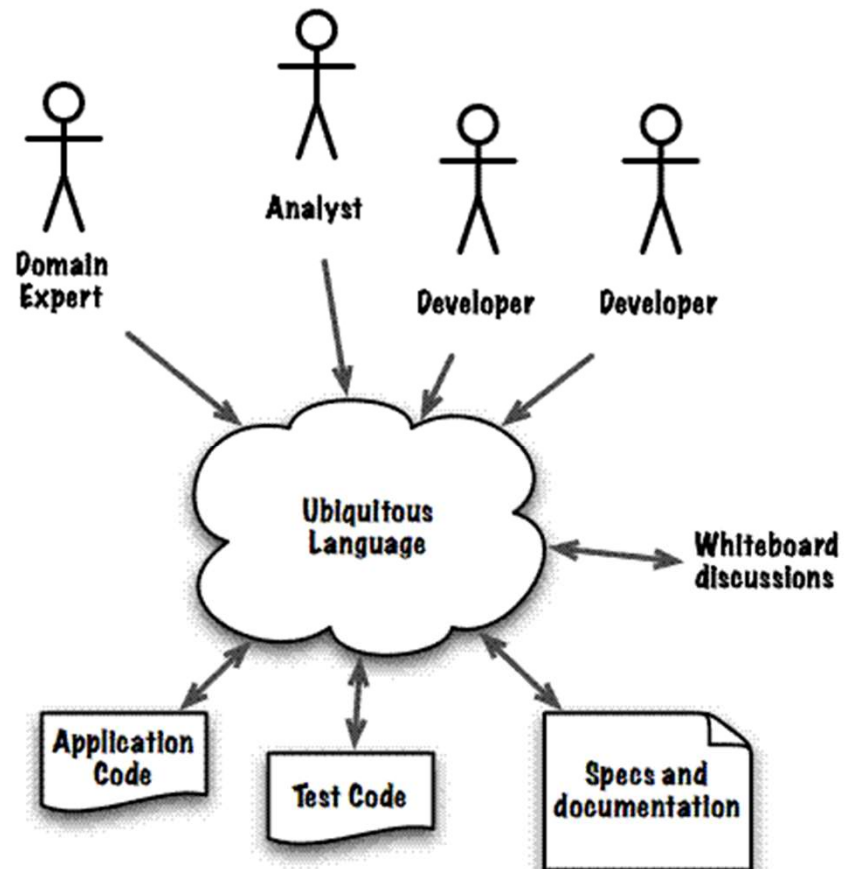 Analyst
Domain
Expert
Developer
Developer
Ubiquitous
Language
Whiteboard
discussions
Application
Code
Test Code
Specs and
documentation